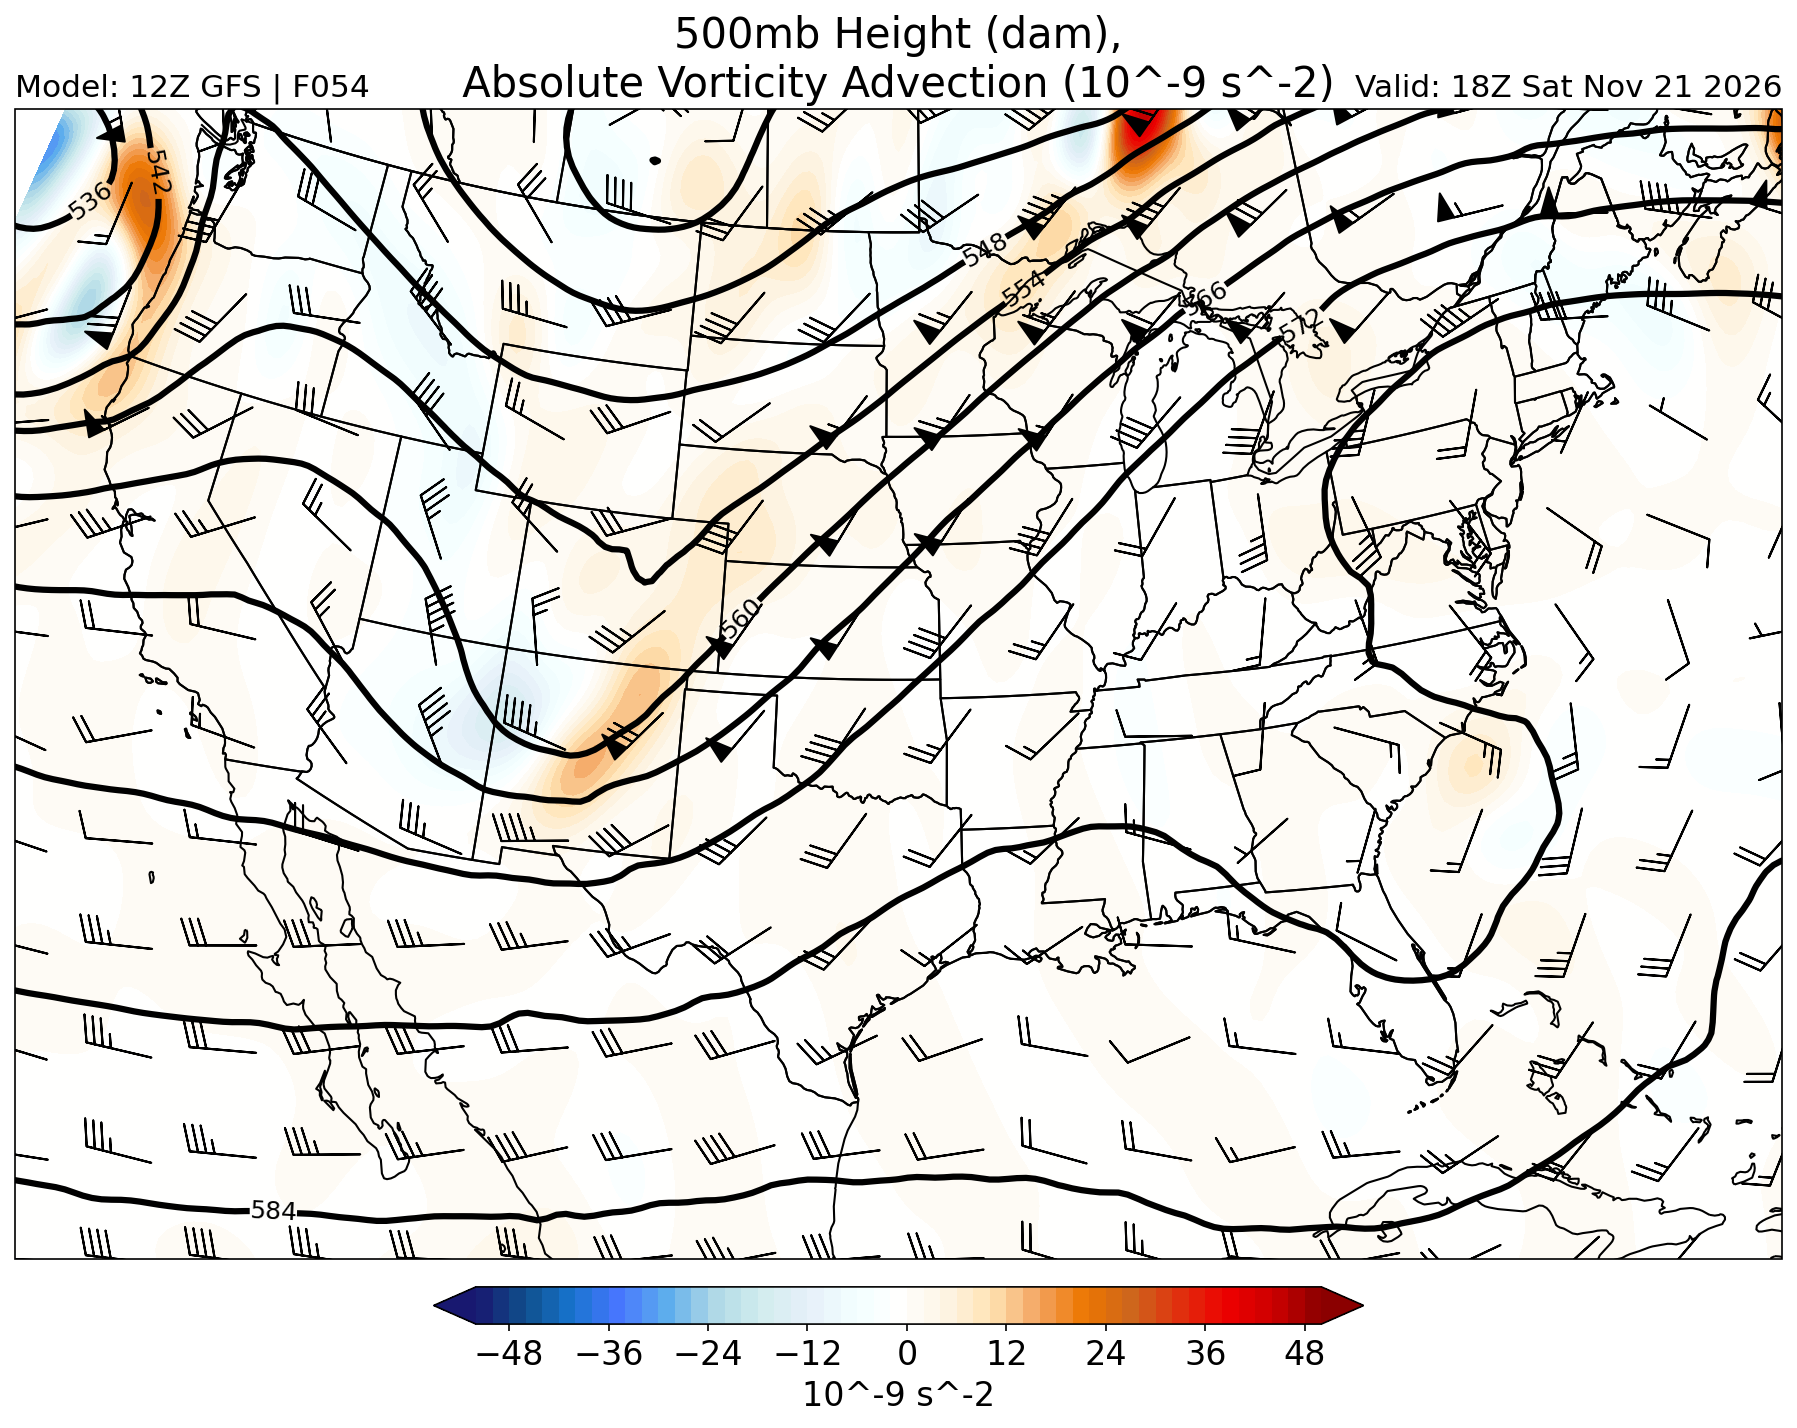 500mb Height (dam),
Model: 12Z GFS | F054
Absolute Vorticity Advection (10^-9 s^-2)
Valid: 18Z Sat Nov 21 2026
542
536
548
554
566
572
560
584
−48 −36 −24 −12 0 12 24 36 48
10^-9 s^-2